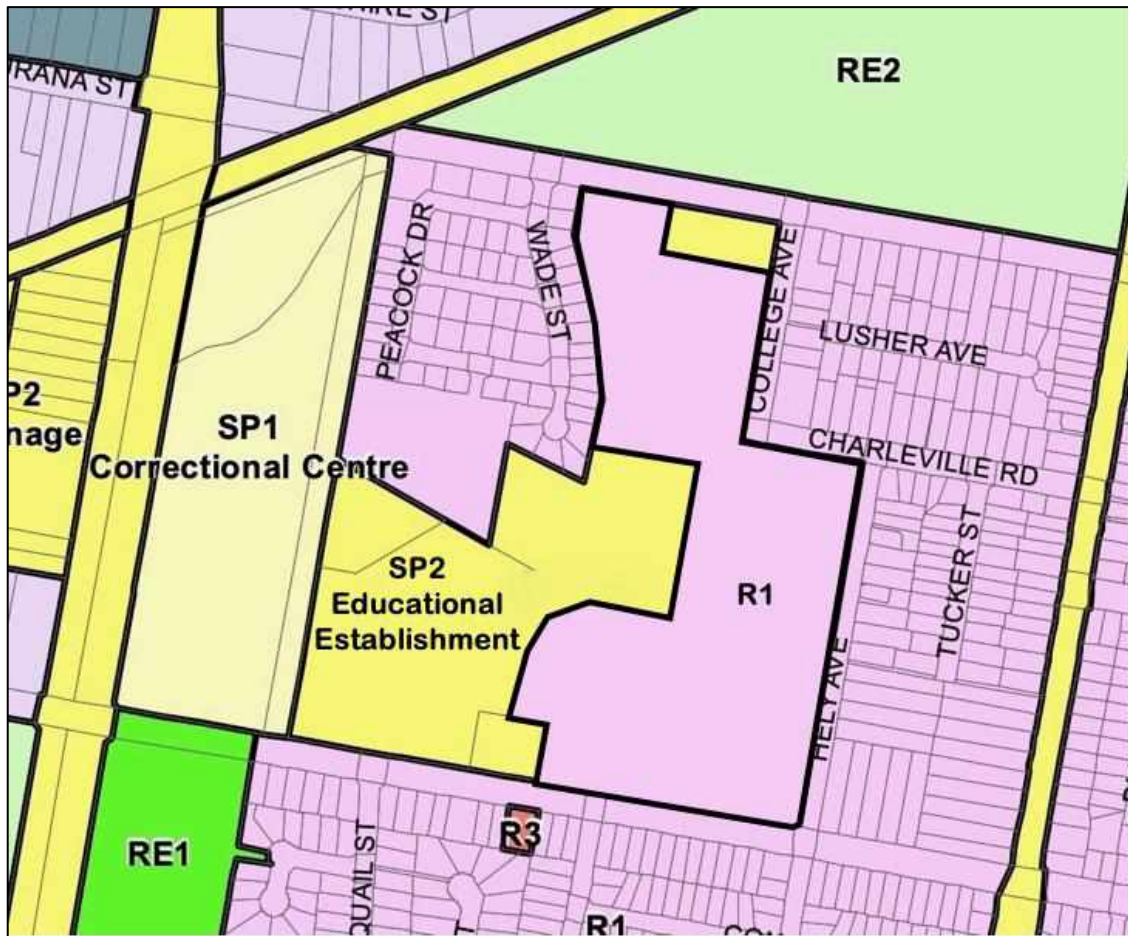 RE2
WADE ST
PEACOCK DR
COLLEGE AVE
LUSHER AVE
CHARLEVILLE RD
SP1
Correctional Centre
TUCKER ST
SP2
Educational
Establishment
R1
HELY AVE
R3
RE1
QUAIL ST
R1